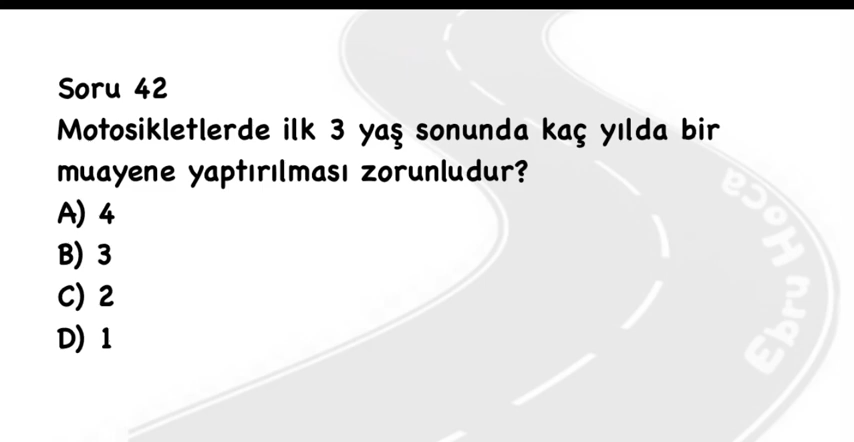 Soru 42
Motosikletlerde ilk 3 yaş sonunda kaç yılda bir
muayene yaptırılması zorunludur?
A) 4
B) 3
C) 2
D) 1
Ebru Hoca